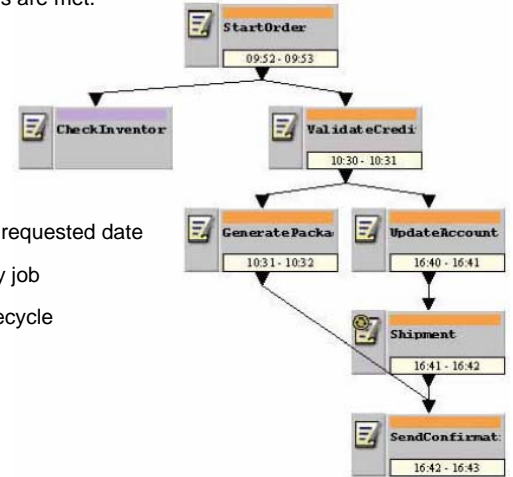 s are met.
StartOrder
09:52 - 09:53
CheckInventor
ValidateCredi
10:30 - 10:31
requested date
GeneratePacka
UpdateAccount
10:31 - 10:32
16:40 - 16:41
y job
ecycle
Shipment
16:41 - 16:42
SendConfirmat:
16:42 - 16:43